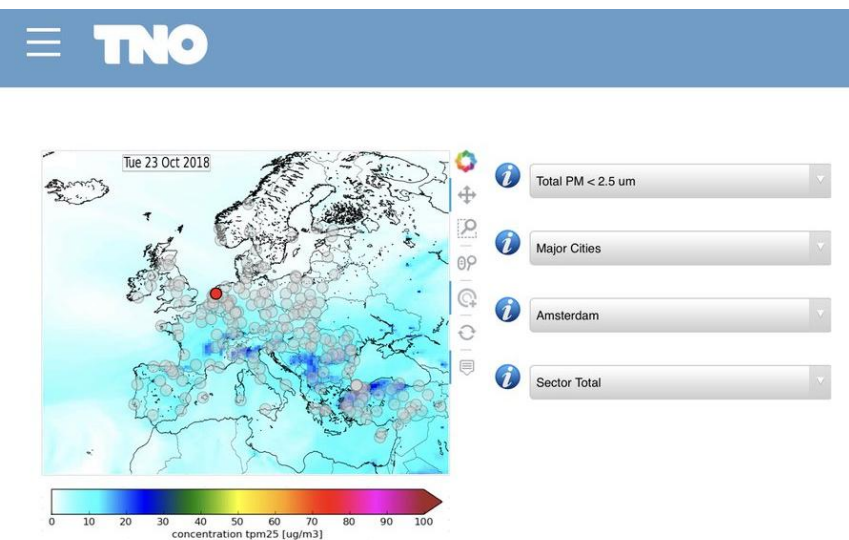 TNO
Tue 23 Oct 2018
Total PM < 2.5 um
Major Cities
Amsterdam
Sector Total
0 10 20 30 40 50 60 70 80 90 100
concentration tpm25 [ug/m3]